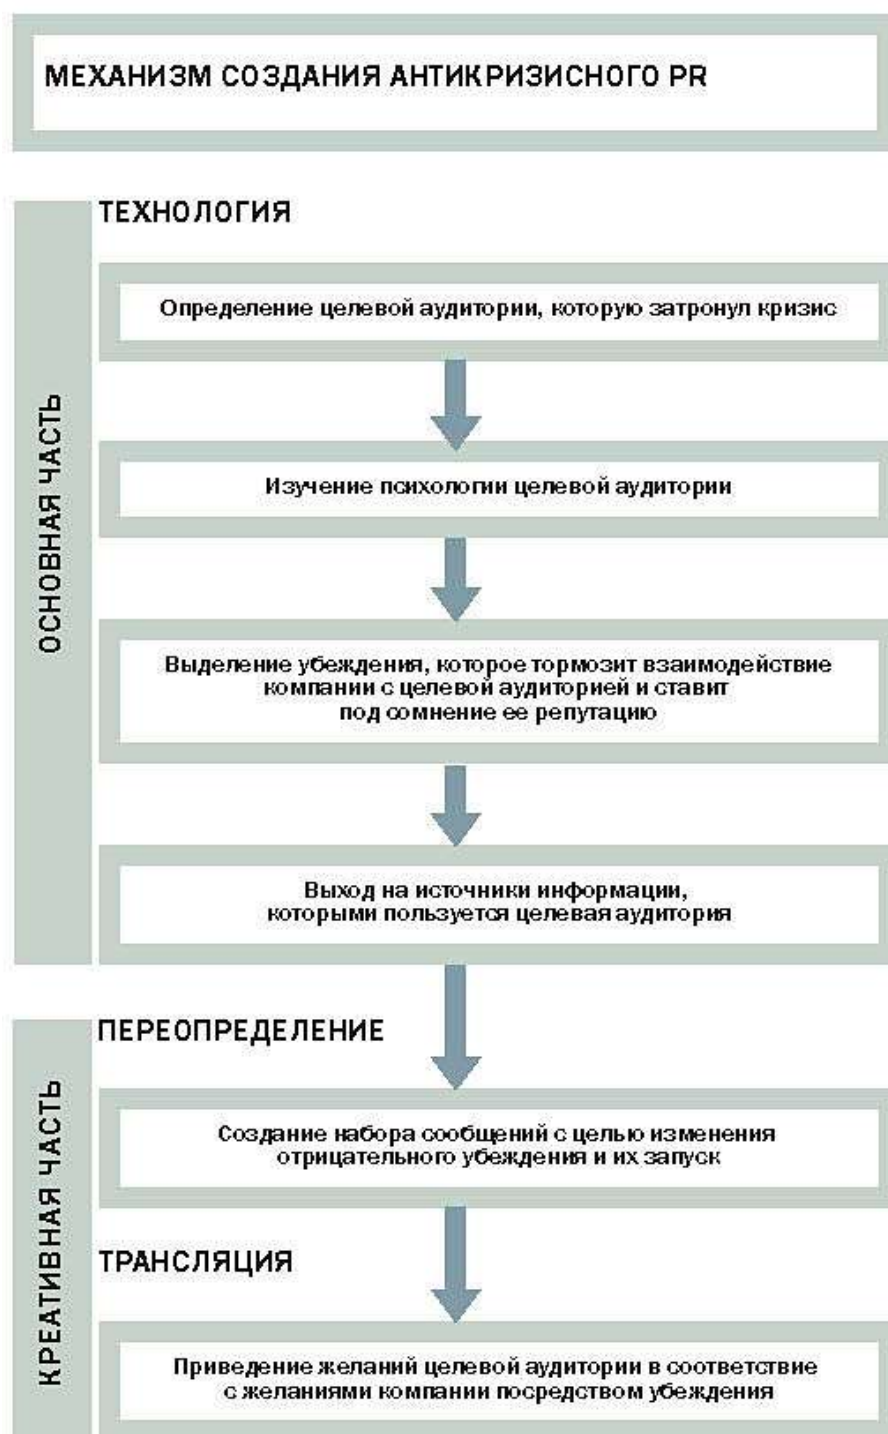 МЕХАНИЗМ СОЗДАНИЯ АНТИКРИЗИСНОГО PR
ОСНОВНАЯ ЧАСТЬ
ТЕХНОЛОГИЯ
Определение целевой аудитории, которую затронул кризис
Изучение психологии целевой аудитории
Выделение убеждения, которое тормозит взаимодействие
компании с целевой аудиторией и ставит
под сомнение ее репутацию
Выход на источники информации,
которыми пользуется целевая аудитория
КРЕАТИВНАЯ ЧАСТЬ
ПЕРЕОПРЕДЕЛЕНИЕ
Создание набора сообщений с целью изменения
отрицательного убеждения и их запуск
ТРАНСЛЯЦИЯ
Приведение желаний целевой аудитории в соответствие
с желаниями компании посредством убеждения